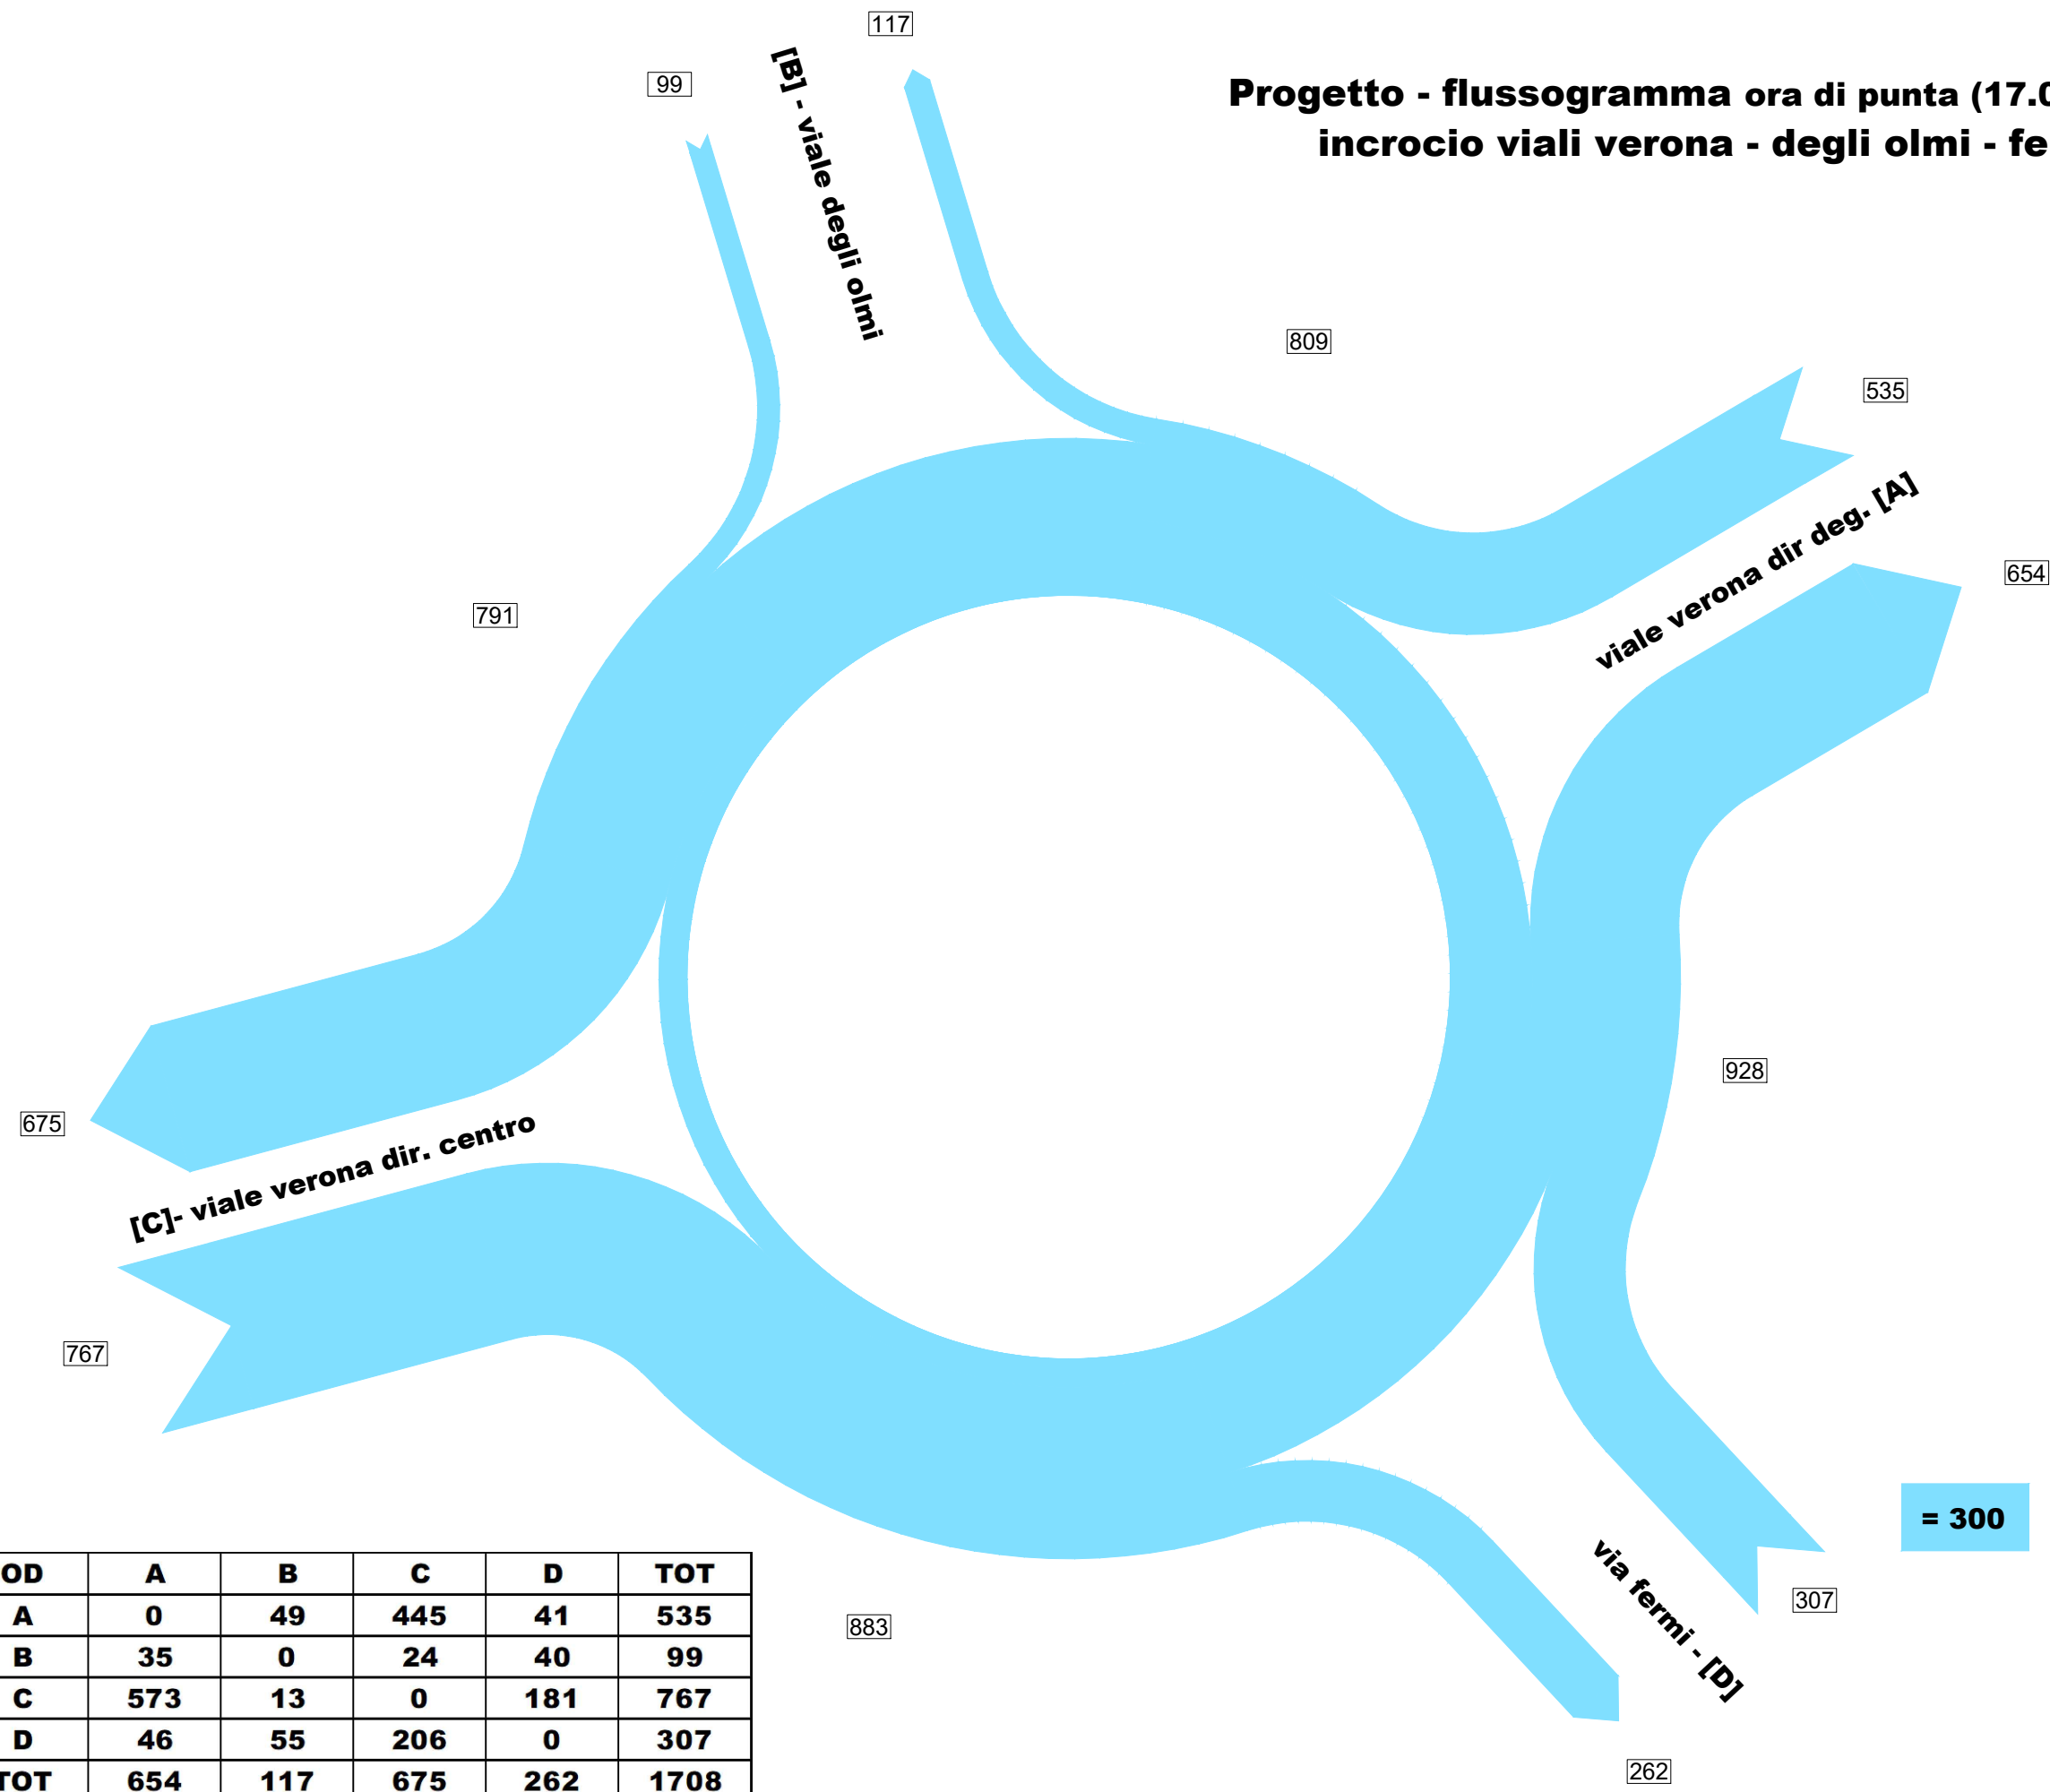 117
99
[B] - viale degli olmi
Progetto - flussogramma ora di punta (17.0
incrocio viali verona - degli olmi - fe
809
535
viale verona dir deg. [A]
654
791
928
675
[C]- viale verona dir. centro
767
= 300
via fermi - [D]
307
883
262
OD A B C D TOT
A 0 49 445 41 535
B 35 0 24 40 99
C 573 13 0 181 767
D 46 55 206 0 307
TOT 654 117 675 262 1708